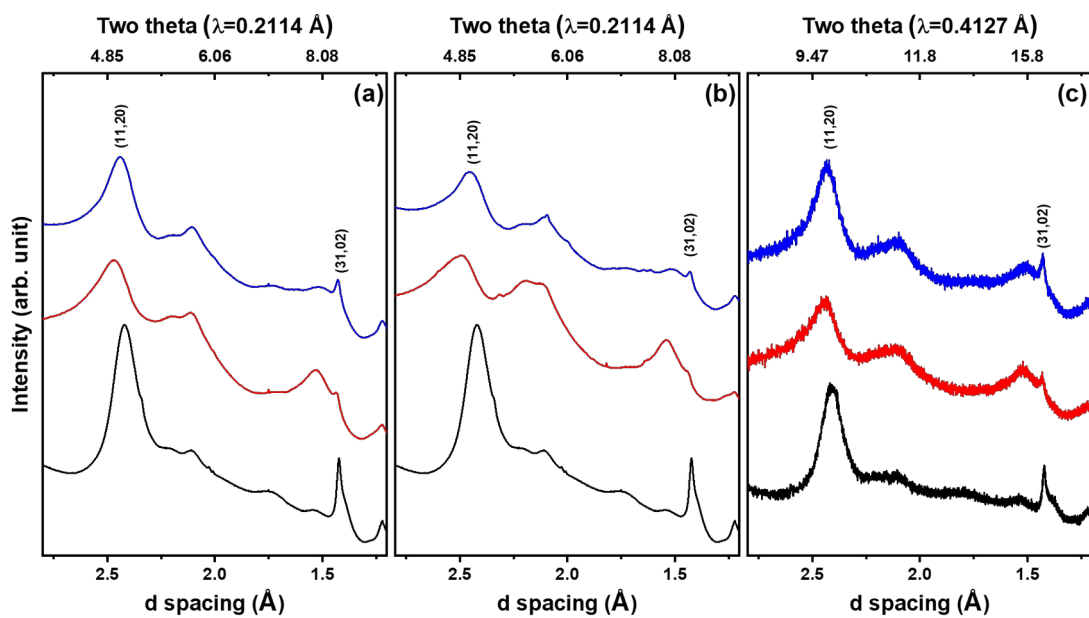 Two theta (λ=0.2114 Å)
4.85 6.06 8.08
(a)
(11,20)
(31,02)
Intensity (arb. unit)
2.5 2.0 1.5
d spacing (Å)
Two theta (λ=0.2114 Å)
4.85 6.06 8.08
(b)
(11,20)
(31,02)
2.5 2.0 1.5
d spacing (Å)
Two theta (λ=0.4127 Å)
9.47 11.8 15.8
(c)
(11,20)
(31,02)
2.5 2.0 1.5
d spacing (Å)